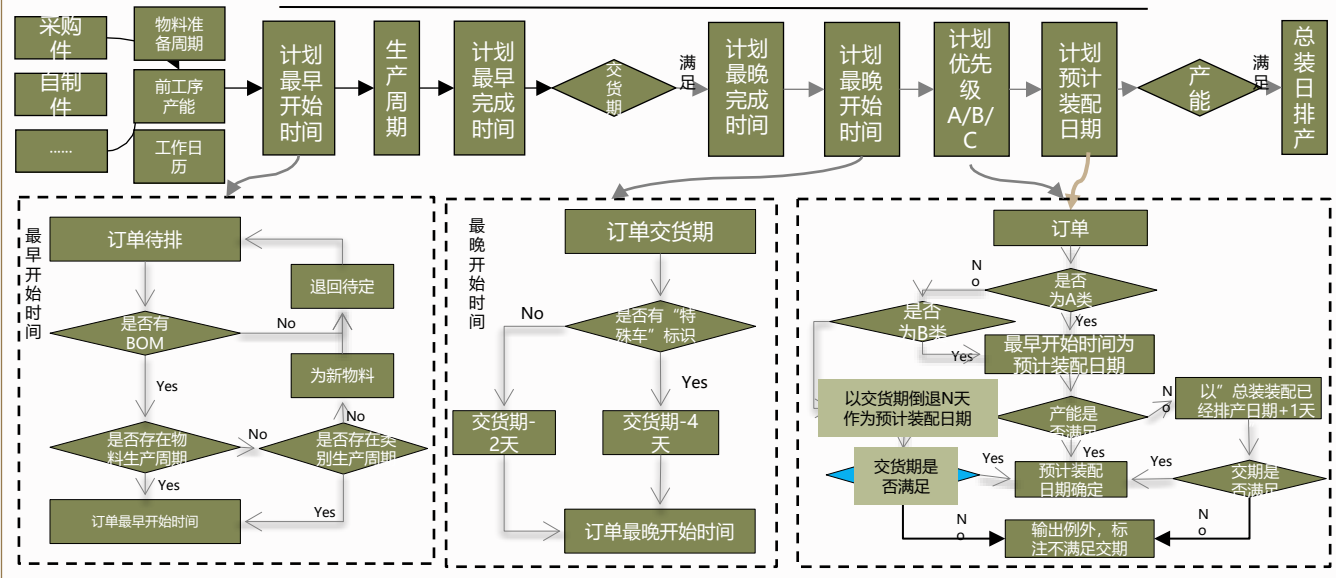 采购
件
自制
件
......
物料准
备周期
前工序
产能
工作日
历
计划
最早
开始
时间
生
产
周
期
计划
最早
完成
时间
交
货
期
满
足
计划
最晚
完成
时间
计划
最晚
开始
时间
计划
优先
级
A/B/
C
计划
预计
装配
日期
产
能
满
足
总
装
日
排
产
最
早
开
始
时
间
订单待排
退回待定
是否有
BOM
No
为新物料
Yes
No
是否存在物
料生产周期
No
是否存在类
别生产周期
Yes
Yes
订单最早开始时间
最
晚
开
始
时
间
订单交货期
No
是否有“特
殊车”标识
Yes
交货期-
2天
交货期-4
天
订单最晚开始时间
订单
N
o
是否
为A类
是否
为B类
Yes
Yes
最早开始时间为
预计装配日期
以交货期倒退N天
作为预计装配日期
产能是
否满足
N
o
以”总装装配已
经排产日期+1天
Yes
交货期是
否满足
Yes
预计装配
日期确定
Yes
交期是
否满足
N
o
输出例外，标
注不满足交期
N
o